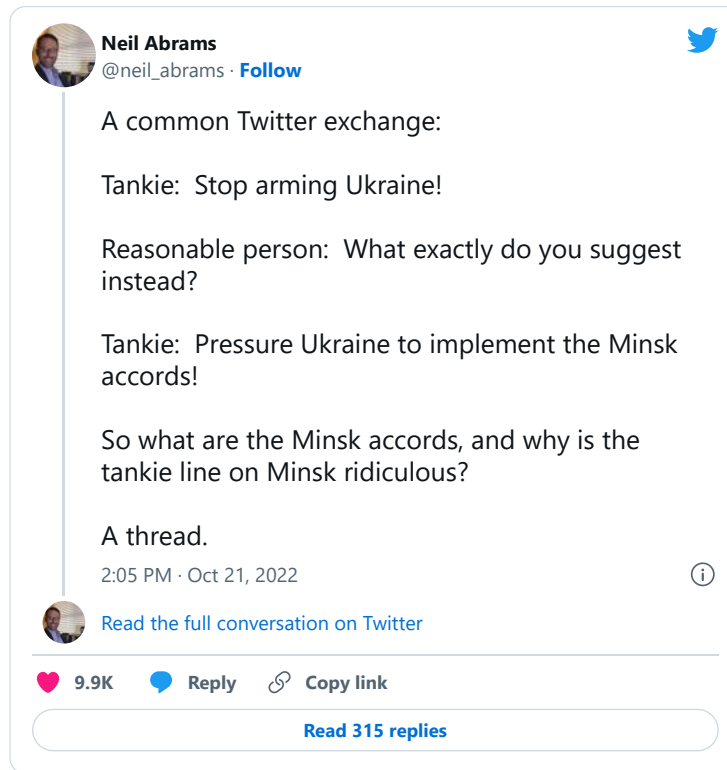 Neil Abrams
@neil_abrams · Follow
A common Twitter exchange:
Tankie: Stop arming Ukraine!
Reasonable person: What exactly do you suggest
instead?
Tankie: Pressure Ukraine to implement the Minsk
accords!
So what are the Minsk accords, and why is the
tankie line on Minsk ridiculous?
A thread.
2:05 PM · Oct 21, 2022
Read the full conversation on Twitter
9.9K Reply Copy link
Read 315 replies